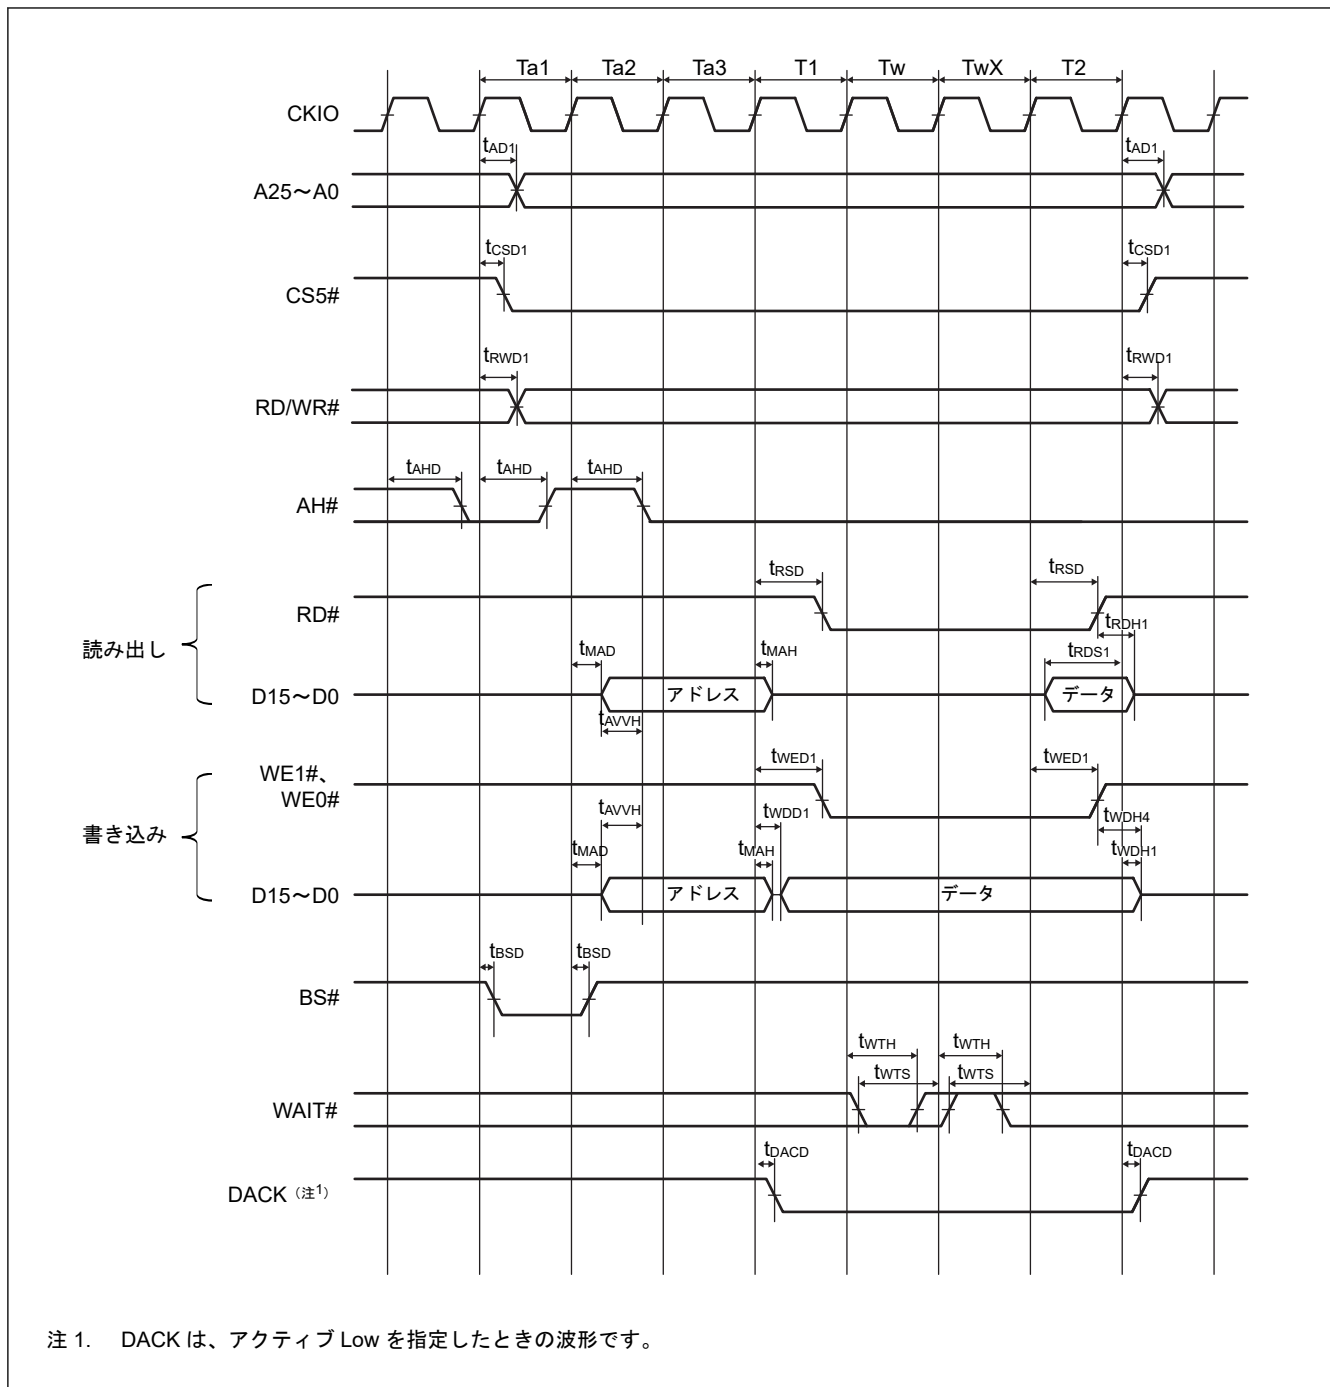 Ta1 Ta2 Ta3 T1 Tw TwX T2
CKIO
tAD1 tAD1
A25～A0
tCSD1 tCSD1
CS5#
tRWD1 tRWD1
RD/WR#
tAHD tAHD tAHD
AH#
tRSD tRSD
RD#
tRDH1
読み出し
tMAD tMAH tRDS1
D15～D0 アドレス データ
tAVVH
tWED1 tWED1
WE1#、
WE0#
tAVVH tWDD1 tWDH4
書き込み
tMAD tMAH tWDH1
D15～D0 アドレス データ
tBSD tBSD
BS#
tWTH tWTH
tWTS tWTS
WAIT#
tDACD tDACD
DACK（注1）
注 1. DACK は、アクティブ Low を指定したときの波形です。